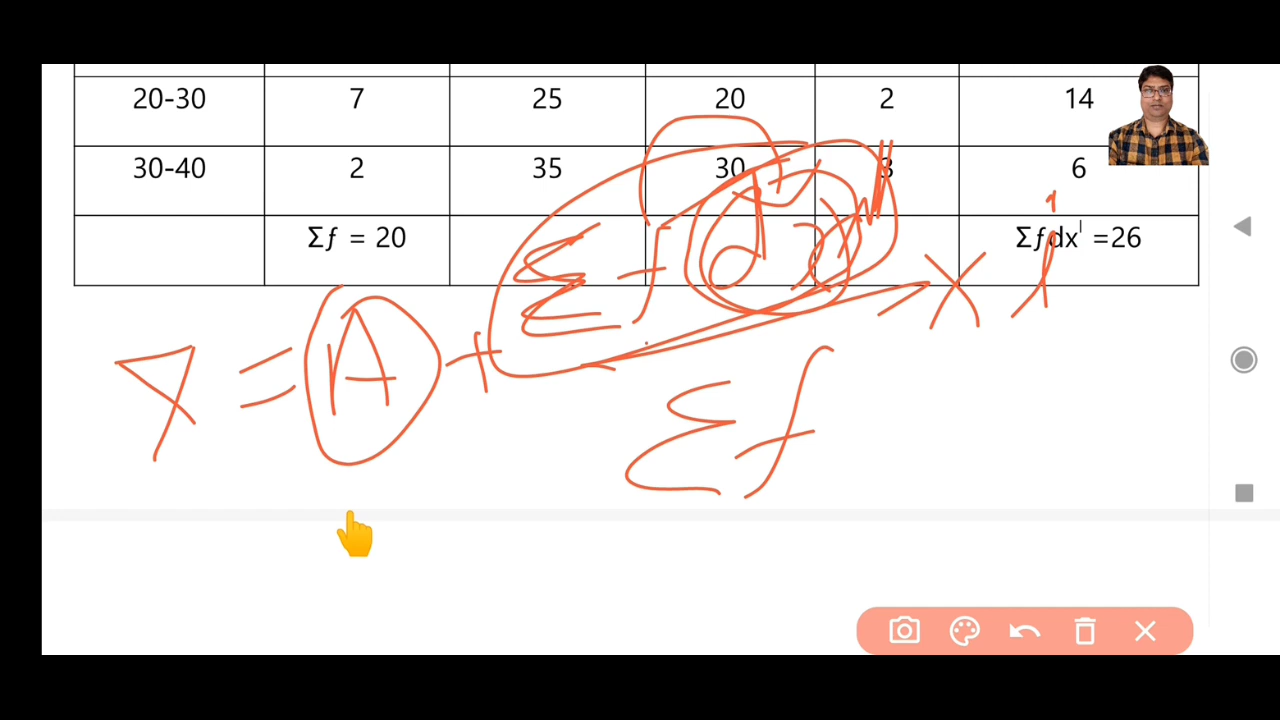 20-30 7 25 20 2 14
30-40 2 35 30 3 6
Σf = 20 Σfdx' =26
X̄ = A + Σfdx' × i
Σf